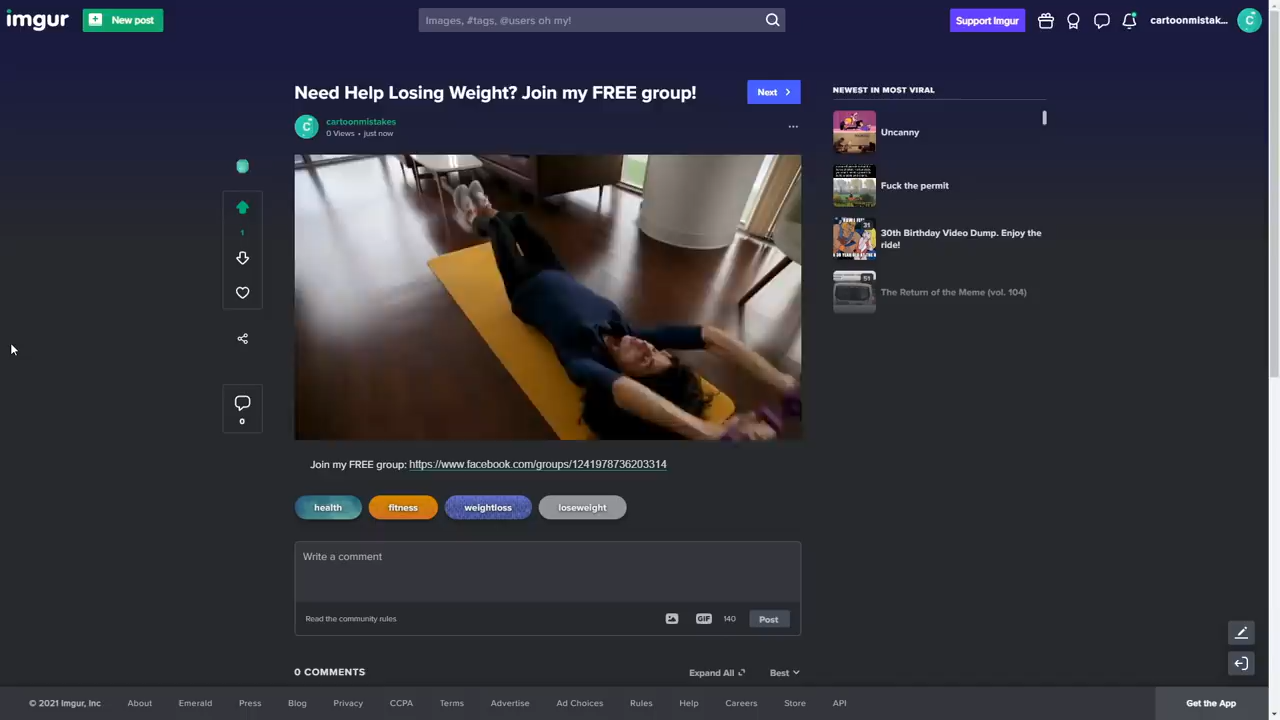 imgur
New post
Images, #tags, @users oh my!
Support Imgur
cartoonmistak...
C
Need Help Losing Weight? Join my FREE group!
Next
C
cartoonmistakes
0 Views • just now
1
0
Join my FREE group: https://www.facebook.com/groups/1241978736203314
health
fitness
weightloss
loseweight
Write a comment
Read the community rules
GIF
140
Post
0 COMMENTS
Expand All
Best
NEWEST IN MOST VIRAL
Uncanny
Fuck the permit
30th Birthday Video Dump. Enjoy the
ride!
31
The Return of the Meme (vol. 104)
51
© 2021 Imgur, Inc
About
Emerald
Press
Blog
Privacy
CCPA
Terms
Advertise
Ad Choices
Rules
Help
Careers
Store
API
Get the App